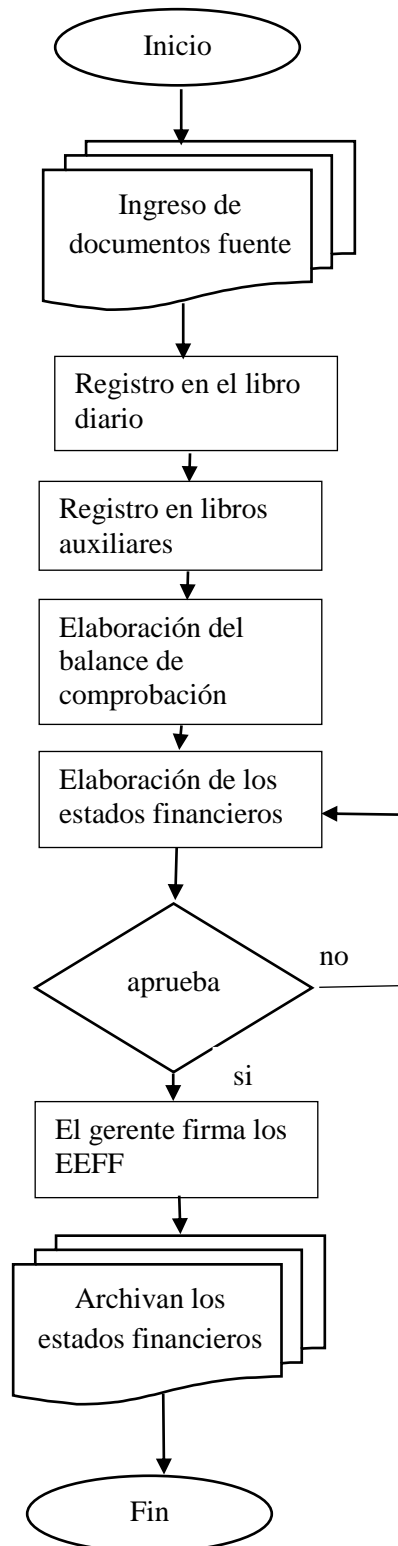 Inicio
Ingreso de
documentos fuente
Registro en el libro
diario
Registro en libros
auxiliares
Elaboración del
balance de
comprobación
Elaboración de los
estados financieros
aprueba
no
si
El gerente firma los
EEFF
Archivan los
estados financieros
Fin